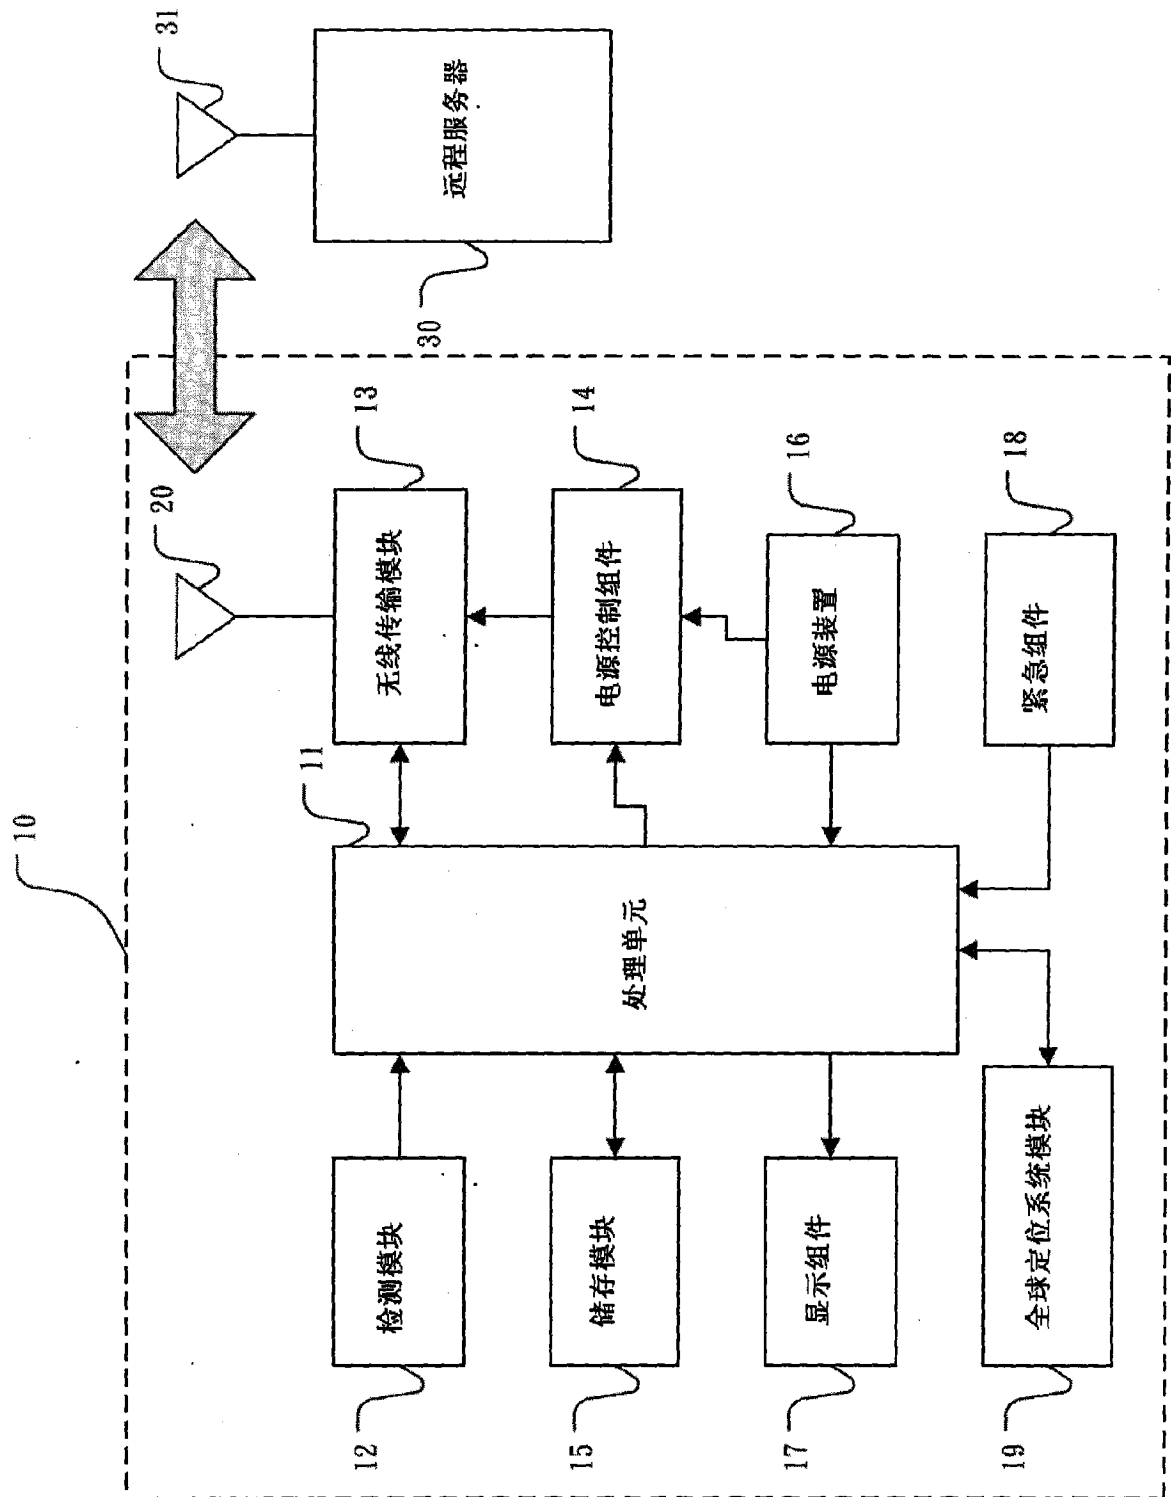 10
20
31
12
检测模块
11
无线传输模块
13
30
远程服务器
15
储存模块
处理单元
电源控制组件
14
17
显示组件
电源装置
16
19
全球定位系统模块
紧急组件
18